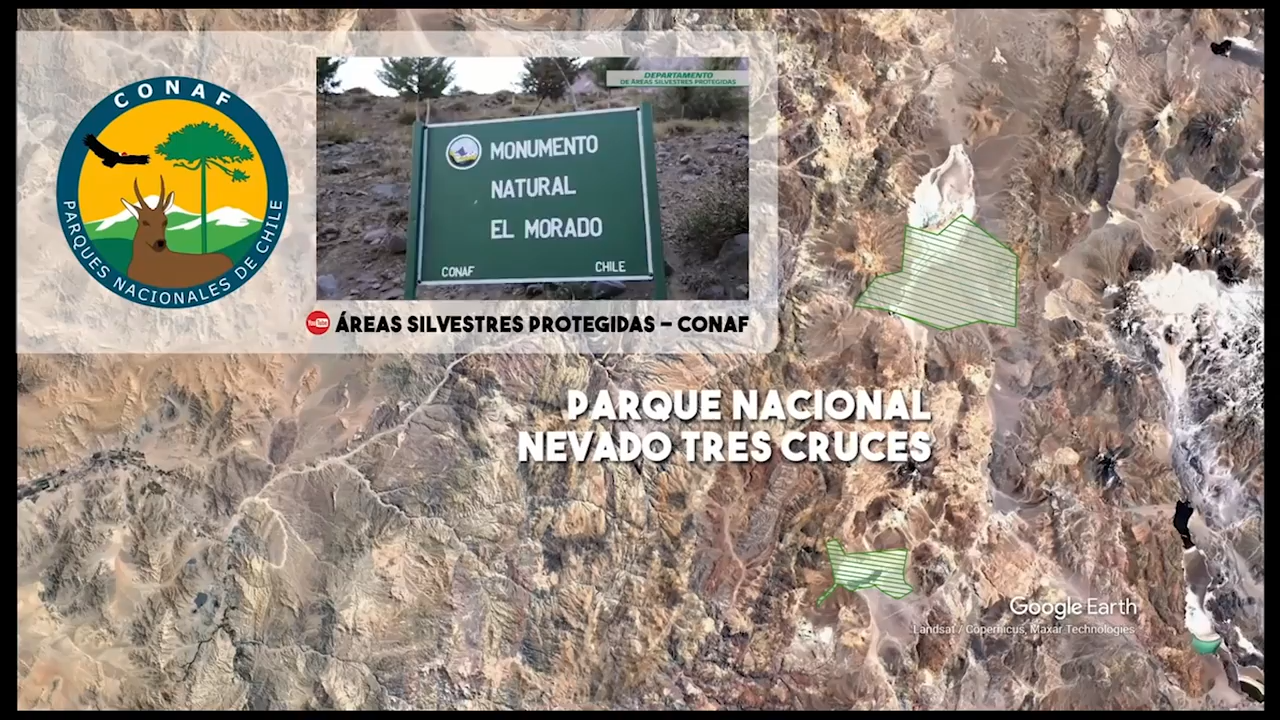 CONAF
PARQUES NACIONALES DE CHILE
DEPARTAMENTO
DE ÁREAS SILVESTRES PROTEGIDAS
MONUMENTO
NATURAL
EL MORADO
CONAF
CHILE
YouTube
ÁREAS SILVESTRES PROTEGIDAS – CONAF
PARQUE NACIONAL
NEVADO TRES CRUCES
Google Earth
Landsat / Copernicus, Maxar Technologies